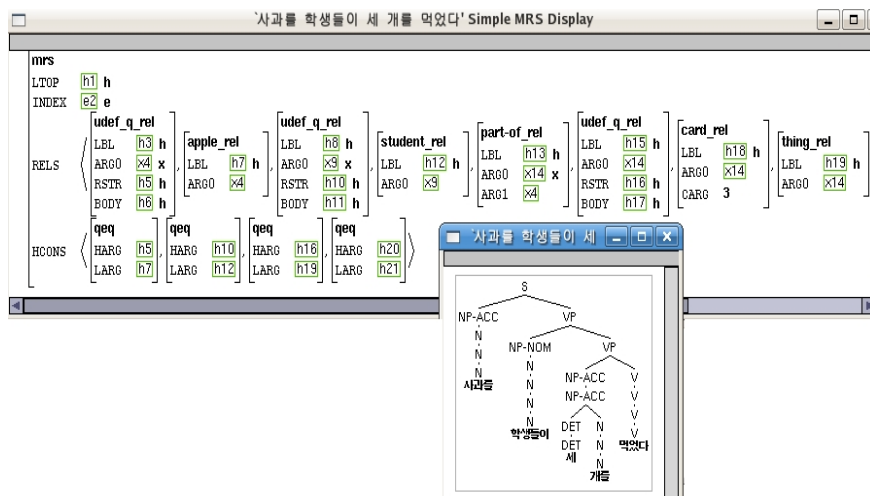 `사과를 학생들이 세 개를 먹었다' Simple MRS Display
mrs
LTOP h1 h
INDEX e2 e
RELS
udef_q_rel
LBL h3 h
ARG0 x4 x
RSTR h5 h
BODY h6 h
apple_rel
LBL h7 h
ARG0 x4
udef_q_rel
LBL h8 h
ARG0 x9 x
RSTR h10 h
BODY h11 h
student_rel
LBL h12 h
ARG0 x9
part-of_rel
LBL h13 h
ARG0 x14 x
ARG1 x4
udef_q_rel
LBL h15 h
ARG0 x14
RSTR h16 h
BODY h17 h
card_rel
LBL h18 h
ARG0 x14
CARG 3
thing_rel
LBL h19 h
ARG0 x14
HCONS
qeq
HARG h5
LARG h7
qeq
HARG h10
LARG h12
qeq
HARG h16
LARG h19
qeq
HARG h20
LARG h21
`사과를 학생들이 세
S
NP-ACC VP
N
N
N
N
사과를
NP-NOM VP
N
N
N
N
N
학생들이
NP-ACC V
NP-ACC V
DET N V
DET N V
세 N 먹었다
N
개를